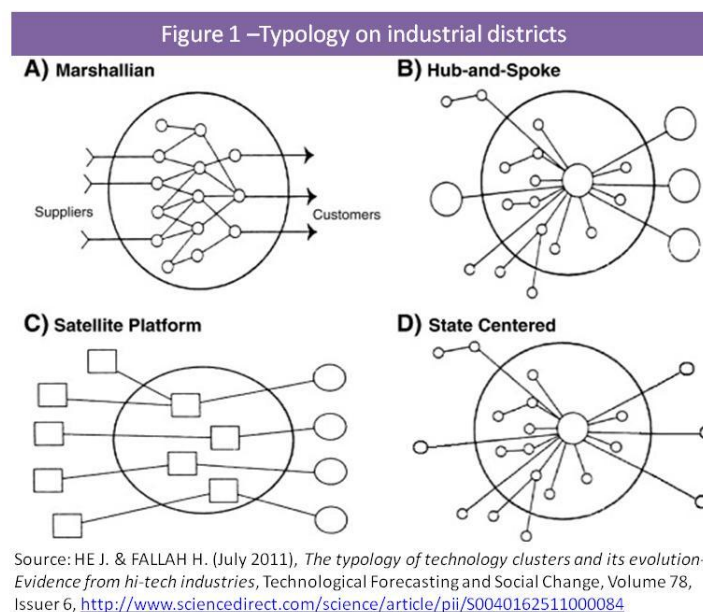 Figure 1 –Typology on industrial districts
A) Marshallian
B) Hub-and-Spoke
Suppliers
Customers
C) Satellite Platform
D) State Centered
Source: HE J. & FALLAH H. (July 2011), The typology of technology clusters and its evolution-
Evidence from hi-tech industries, Technological Forecasting and Social Change, Volume 78,
Issuer 6, http://www.sciencedirect.com/science/article/pii/S0040162511000084